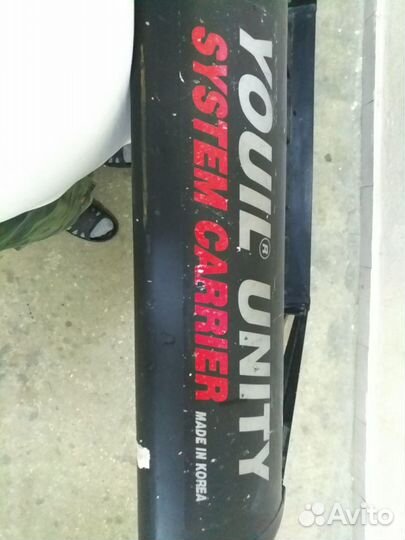 YOUIL® UNITY
SYSTEM CARRIER
MADE IN KOREA
Avito